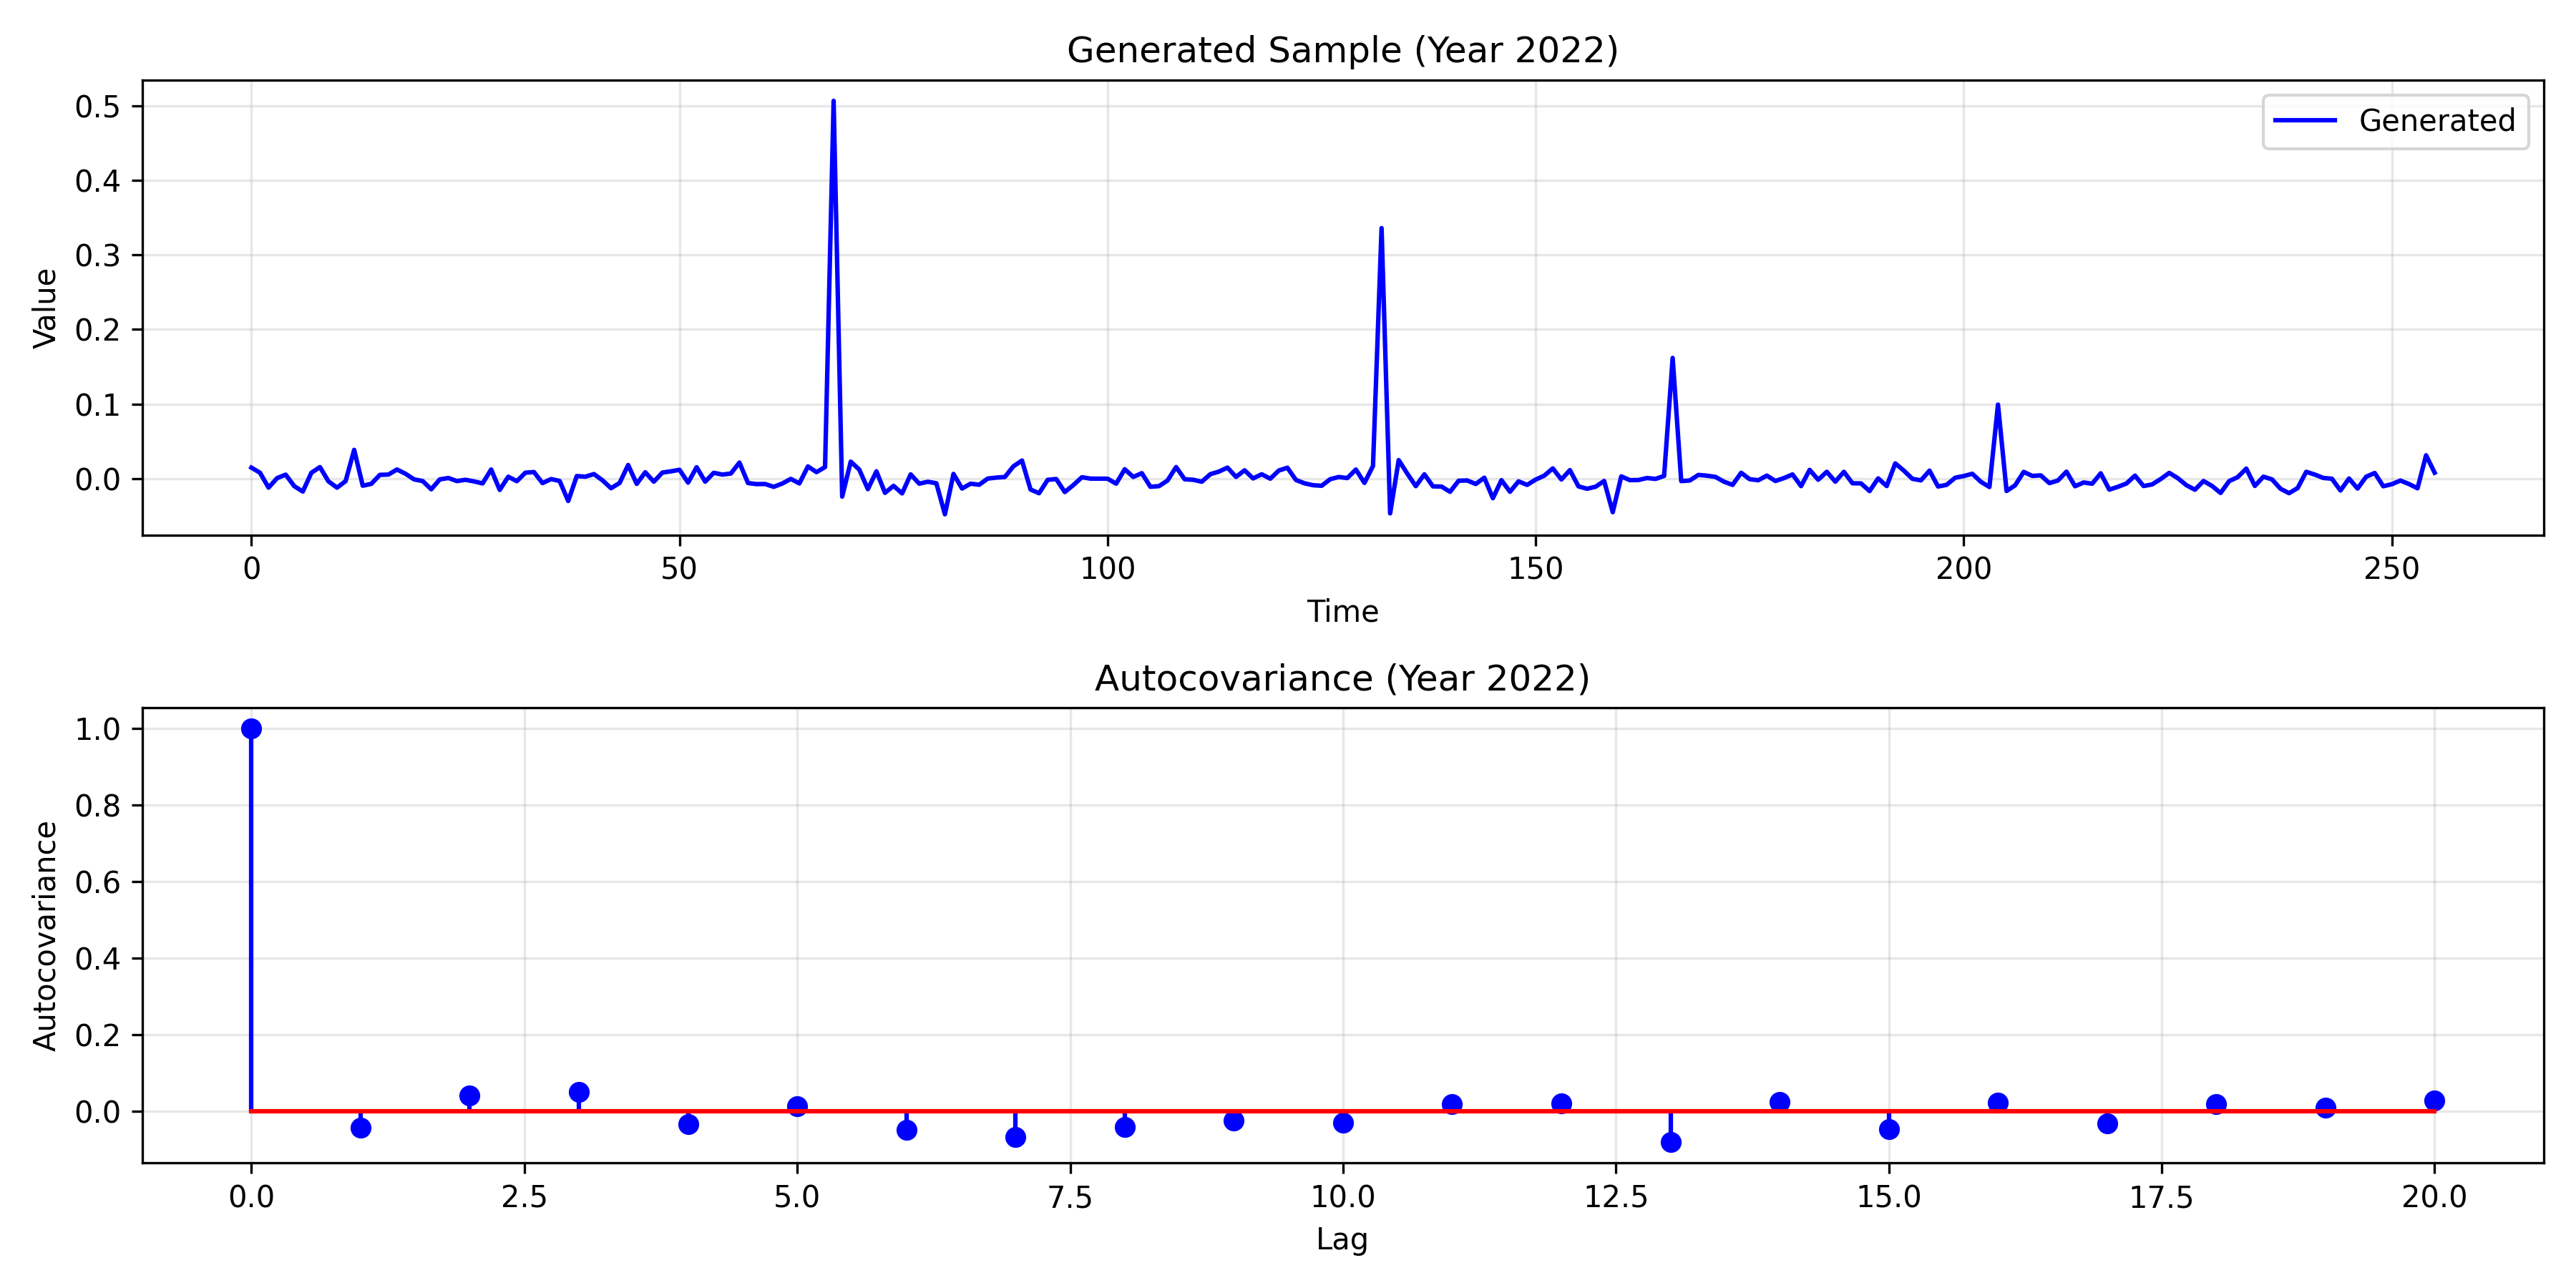 Generated Sample (Year 2022)
Generated
0.5
0.4
0.3
0.2
0.1
0.0
Value
0 50 100 150 200 250
Time
Autocovariance (Year 2022)
1.0
0.8
0.6
0.4
0.2
0.0
Autocovariance
0.0 2.5 5.0 7.5 10.0 12.5 15.0 17.5 20.0
Lag